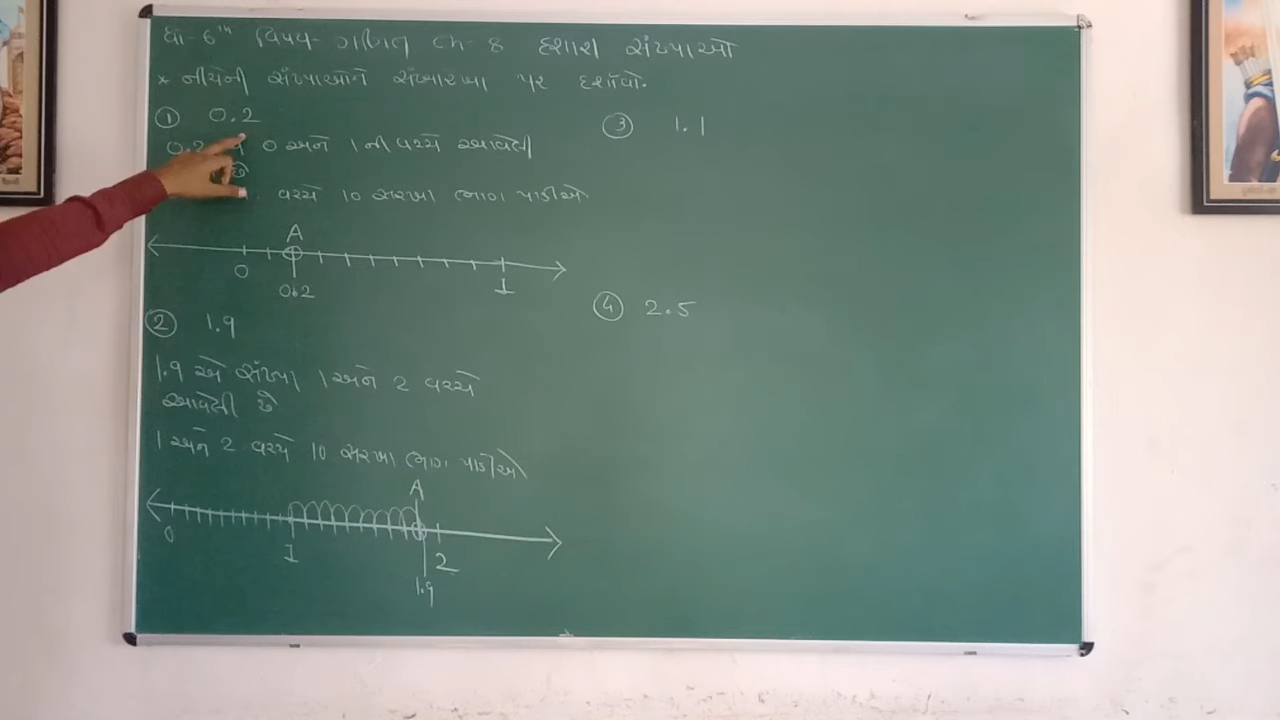 ધો-6th વિષય- ગણિત Ch-8 દશાંશ સંખ્યાઓ
* નીચેની સંખ્યાઓને સંખ્યારેખા પર દર્શાવો.
① 0.2
0.2 0 અને 1 ની વચ્ચે આવેલી
છે
વચ્ચે 10 સરખા ભાગ પાડીએ
A
0 0.2 1
② 1.9
1.9 એ સંખ્યા 1 અને 2 વચ્ચે
આવેલી છે
1 અને 2 વચ્ચે 10 સરખા ભાગ પાડીએ
A
0 1 2
1.9
③ 1.1
④ 2.5